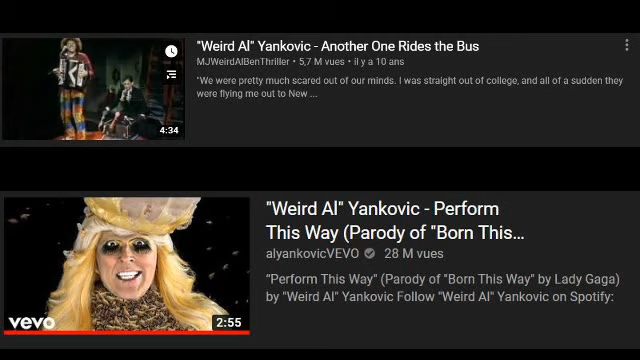 "Weird Al" Yankovic - Another One Rides the Bus
MJWeirdAlBenThriller • 5,7 M vues • il y a 10 ans
"We were pretty much scared out of our minds. I was straight out of college, and all of a sudden they
were flying me out to New ...
4:34
"Weird Al" Yankovic - Perform
This Way (Parody of "Born This...
alyankovicVEVO 28 M vues
"Perform This Way" (Parody of "Born This Way" by Lady Gaga)
by "Weird Al" Yankovic Follow "Weird Al" Yankovic on Spotify:
vevo
2:55